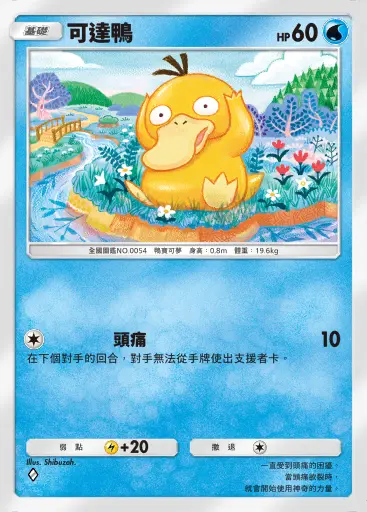 基礎 可達鴨 HP 60
全國圖鑑NO.0054 鴨寶可夢 身高:0.8m 體重:19.6kg
頭痛 10
在下個對手的回合,對手無法從手牌使出支援者卡。
弱點 +20 撤退
Illus. Shibuzoh.
一直受到頭痛的困擾。
當頭痛欲裂時,
就會開始使用神奇的力量。